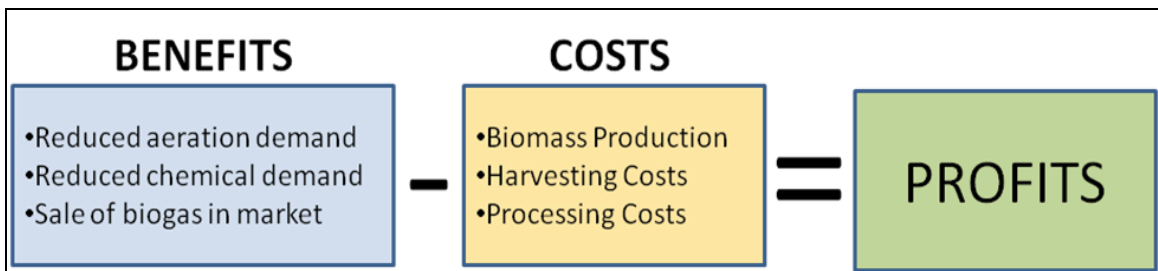 BENEFITS
•Reduced aeration demand
•Reduced chemical demand
•Sale of biogas in market
-
COSTS
•Biomass Production
•Harvesting Costs
•Processing Costs
=
PROFITS